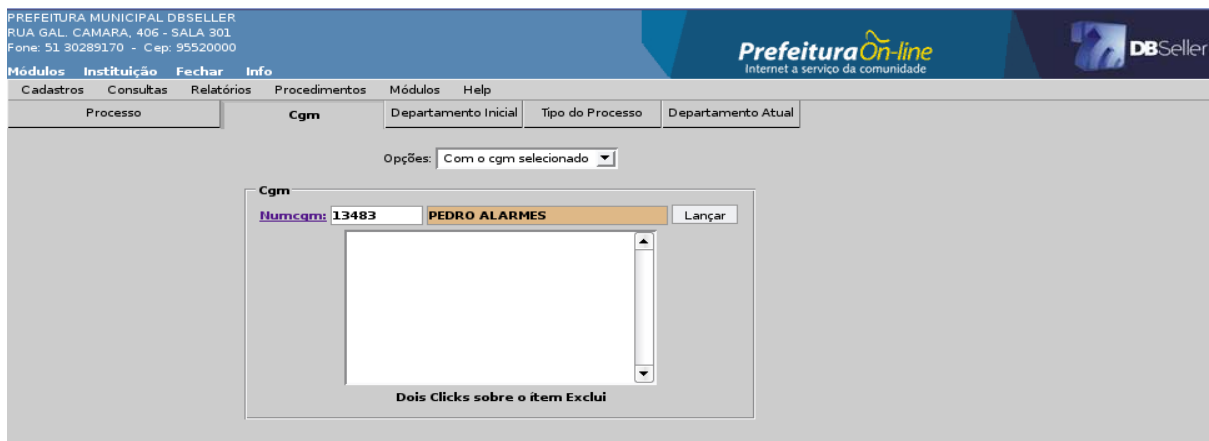 PREFEITURA MUNICIPAL DBSELLER
RUA GAL. CAMARA, 406 - SALA 301
Fone: 51 30289170 - Cep: 95520000
Módulos Instituição Fechar Info
Prefeitura On-line
Internet a serviço da comunidade
DBSeller
Cadastros Consultas Relatórios Procedimentos Módulos Help
Processo Cgm Departamento Inicial Tipo do Processo Departamento Atual
Opções: Com o cgm selecionado
Cgm
Numcgm: 13483 PEDRO ALARMES Lançar
Dois Clicks sobre o ítem Exclui